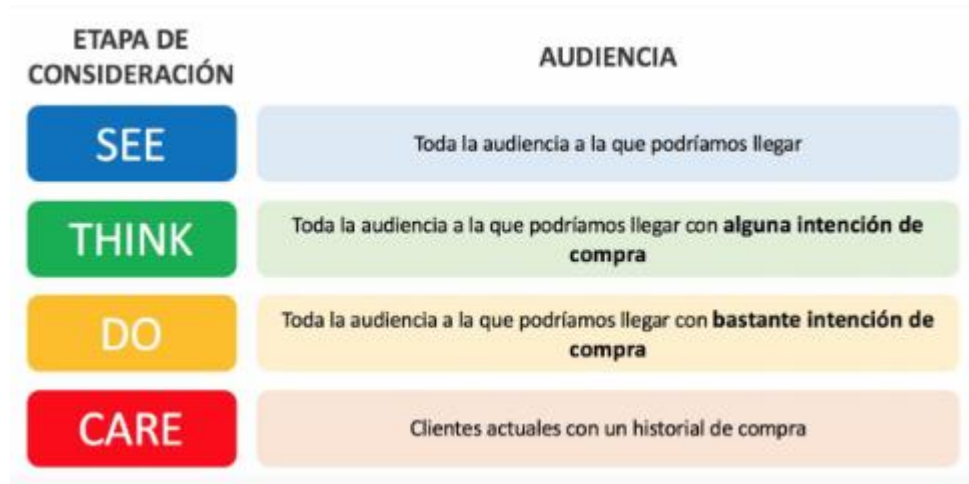 ETAPA DE
CONSIDERACIÓN
AUDIENCIA
SEE
Toda la audiencia a la que podríamos llegar
THINK
Toda la audiencia a la que podríamos llegar con alguna intención de
compra
DO
Toda la audiencia a la que podríamos llegar con bastante intención de
compra
CARE
Clientes actuales con un historial de compra